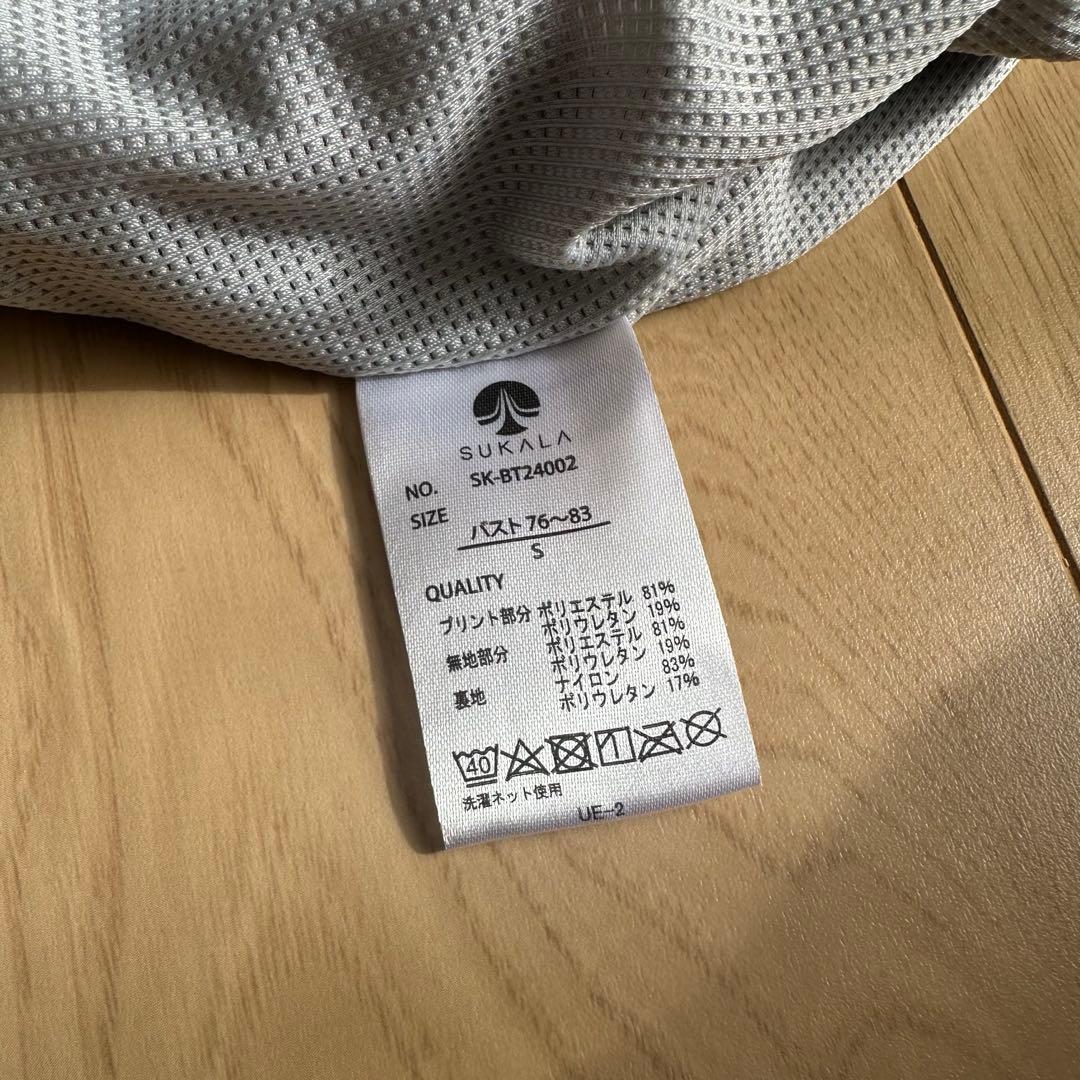 SUKALA
NO. SK-BT24002
SIZE バスト 76〜83
S
QUALITY
プリント部分 ポリエステル 81%
ポリウレタン 19%
無地部分 ポリエステル 81%
ポリウレタン 19%
裏地 ナイロン 83%
ポリウレタン 17%
40
洗濯ネット使用
UE-2